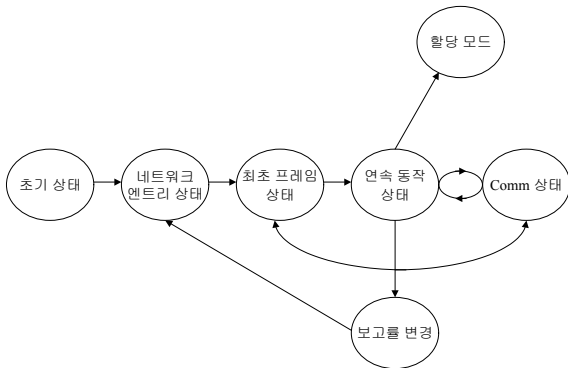 할당 모드
초기 상태
네트워크
엔트리 상태
최초 프레임
상태
연속 동작
상태
Comm 상태
보고률 변경